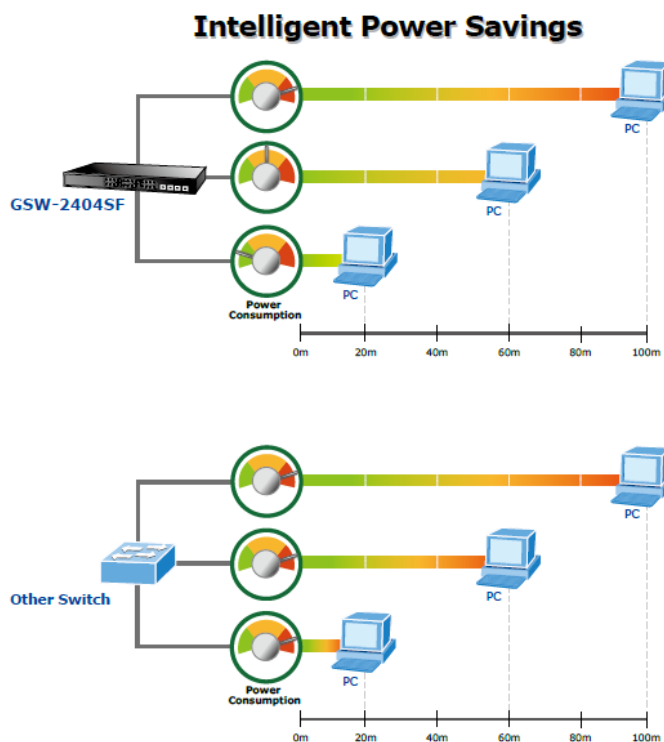 Intelligent Power Savings
PC
GSW-2404SF
PC
PC
Power
Consumption
0m 20m 40m 60m 80m 100m
PC
Other Switch
PC
PC
Power
Consumption
0m 20m 40m 60m 80m 100m